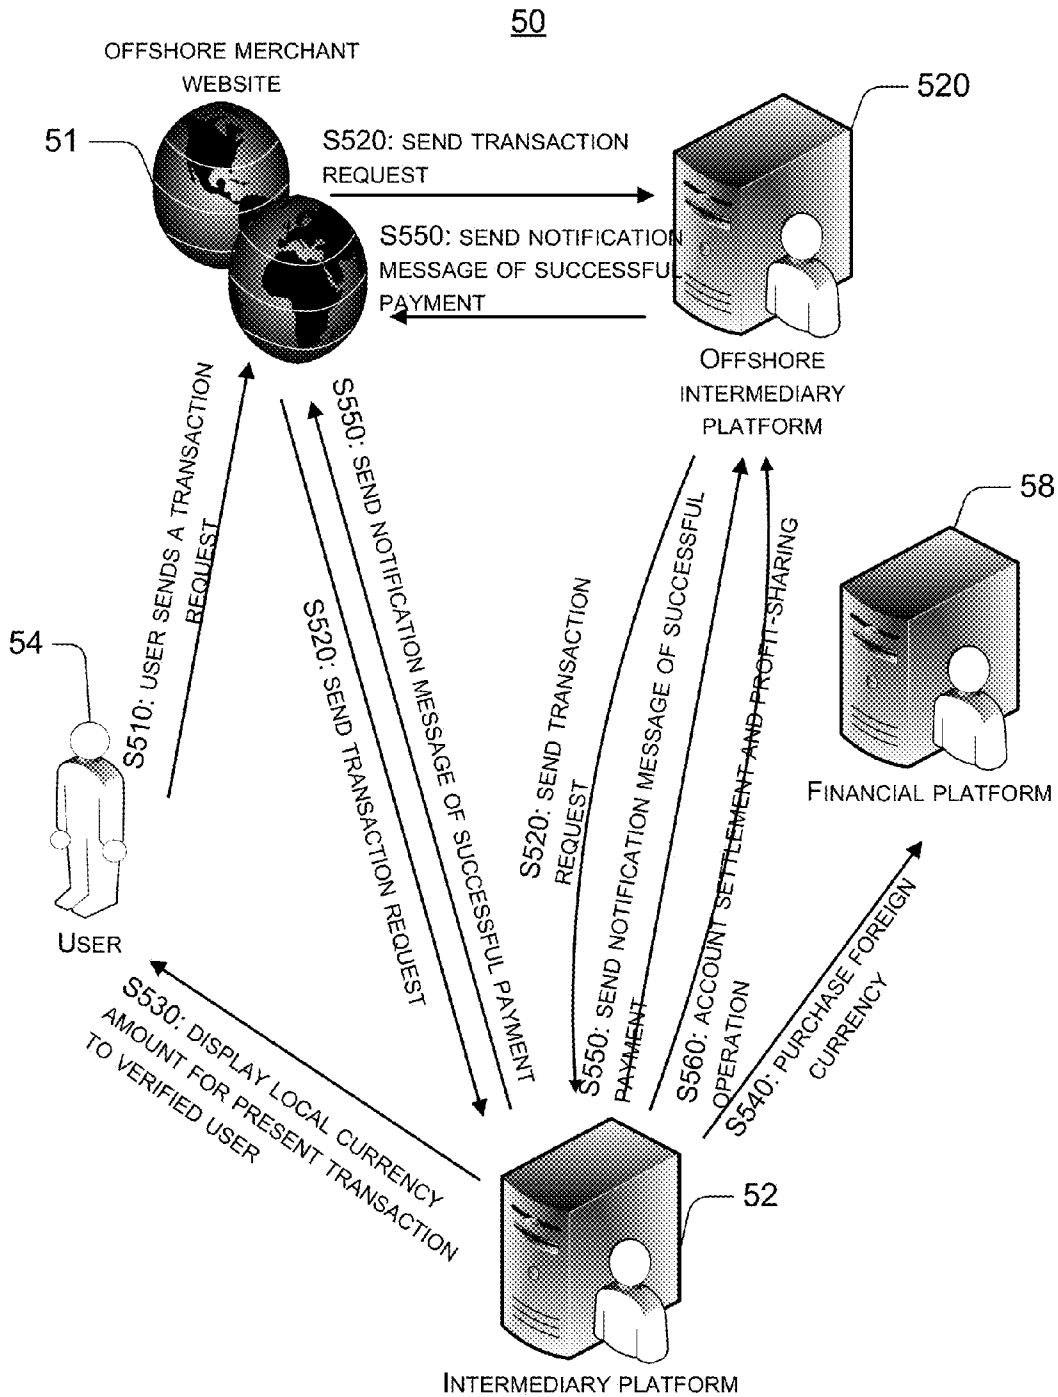 50
OFFSHORE MERCHANT
WEBSITE
51
520
S520: SEND TRANSACTION
REQUEST
S550: SEND NOTIFICATION
MESSAGE OF SUCCESSFUL
PAYMENT
OFFSHORE
INTERMEDIARY
PLATFORM
58
FINANCIAL PLATFORM
54
USER
S510: USER SENDS A TRANSACTION
REQUEST
S520: SEND TRANSACTION REQUEST
S550: SEND NOTIFICATION MESSAGE OF SUCCESSFUL PAYMENT
S520: SEND TRANSACTION
REQUEST
S550: SEND NOTIFICATION MESSAGE OF SUCCESSFUL
PAYMENT
S560: ACCOUNT SETTLEMENT AND PROFIT-SHARING
OPERATION
S540: PURCHASE FOREIGN
CURRENCY
S530: DISPLAY LOCAL CURRENCY
AMOUNT FOR PRESENT TRANSACTION
TO VERIFIED USER
52
INTERMEDIARY PLATFORM